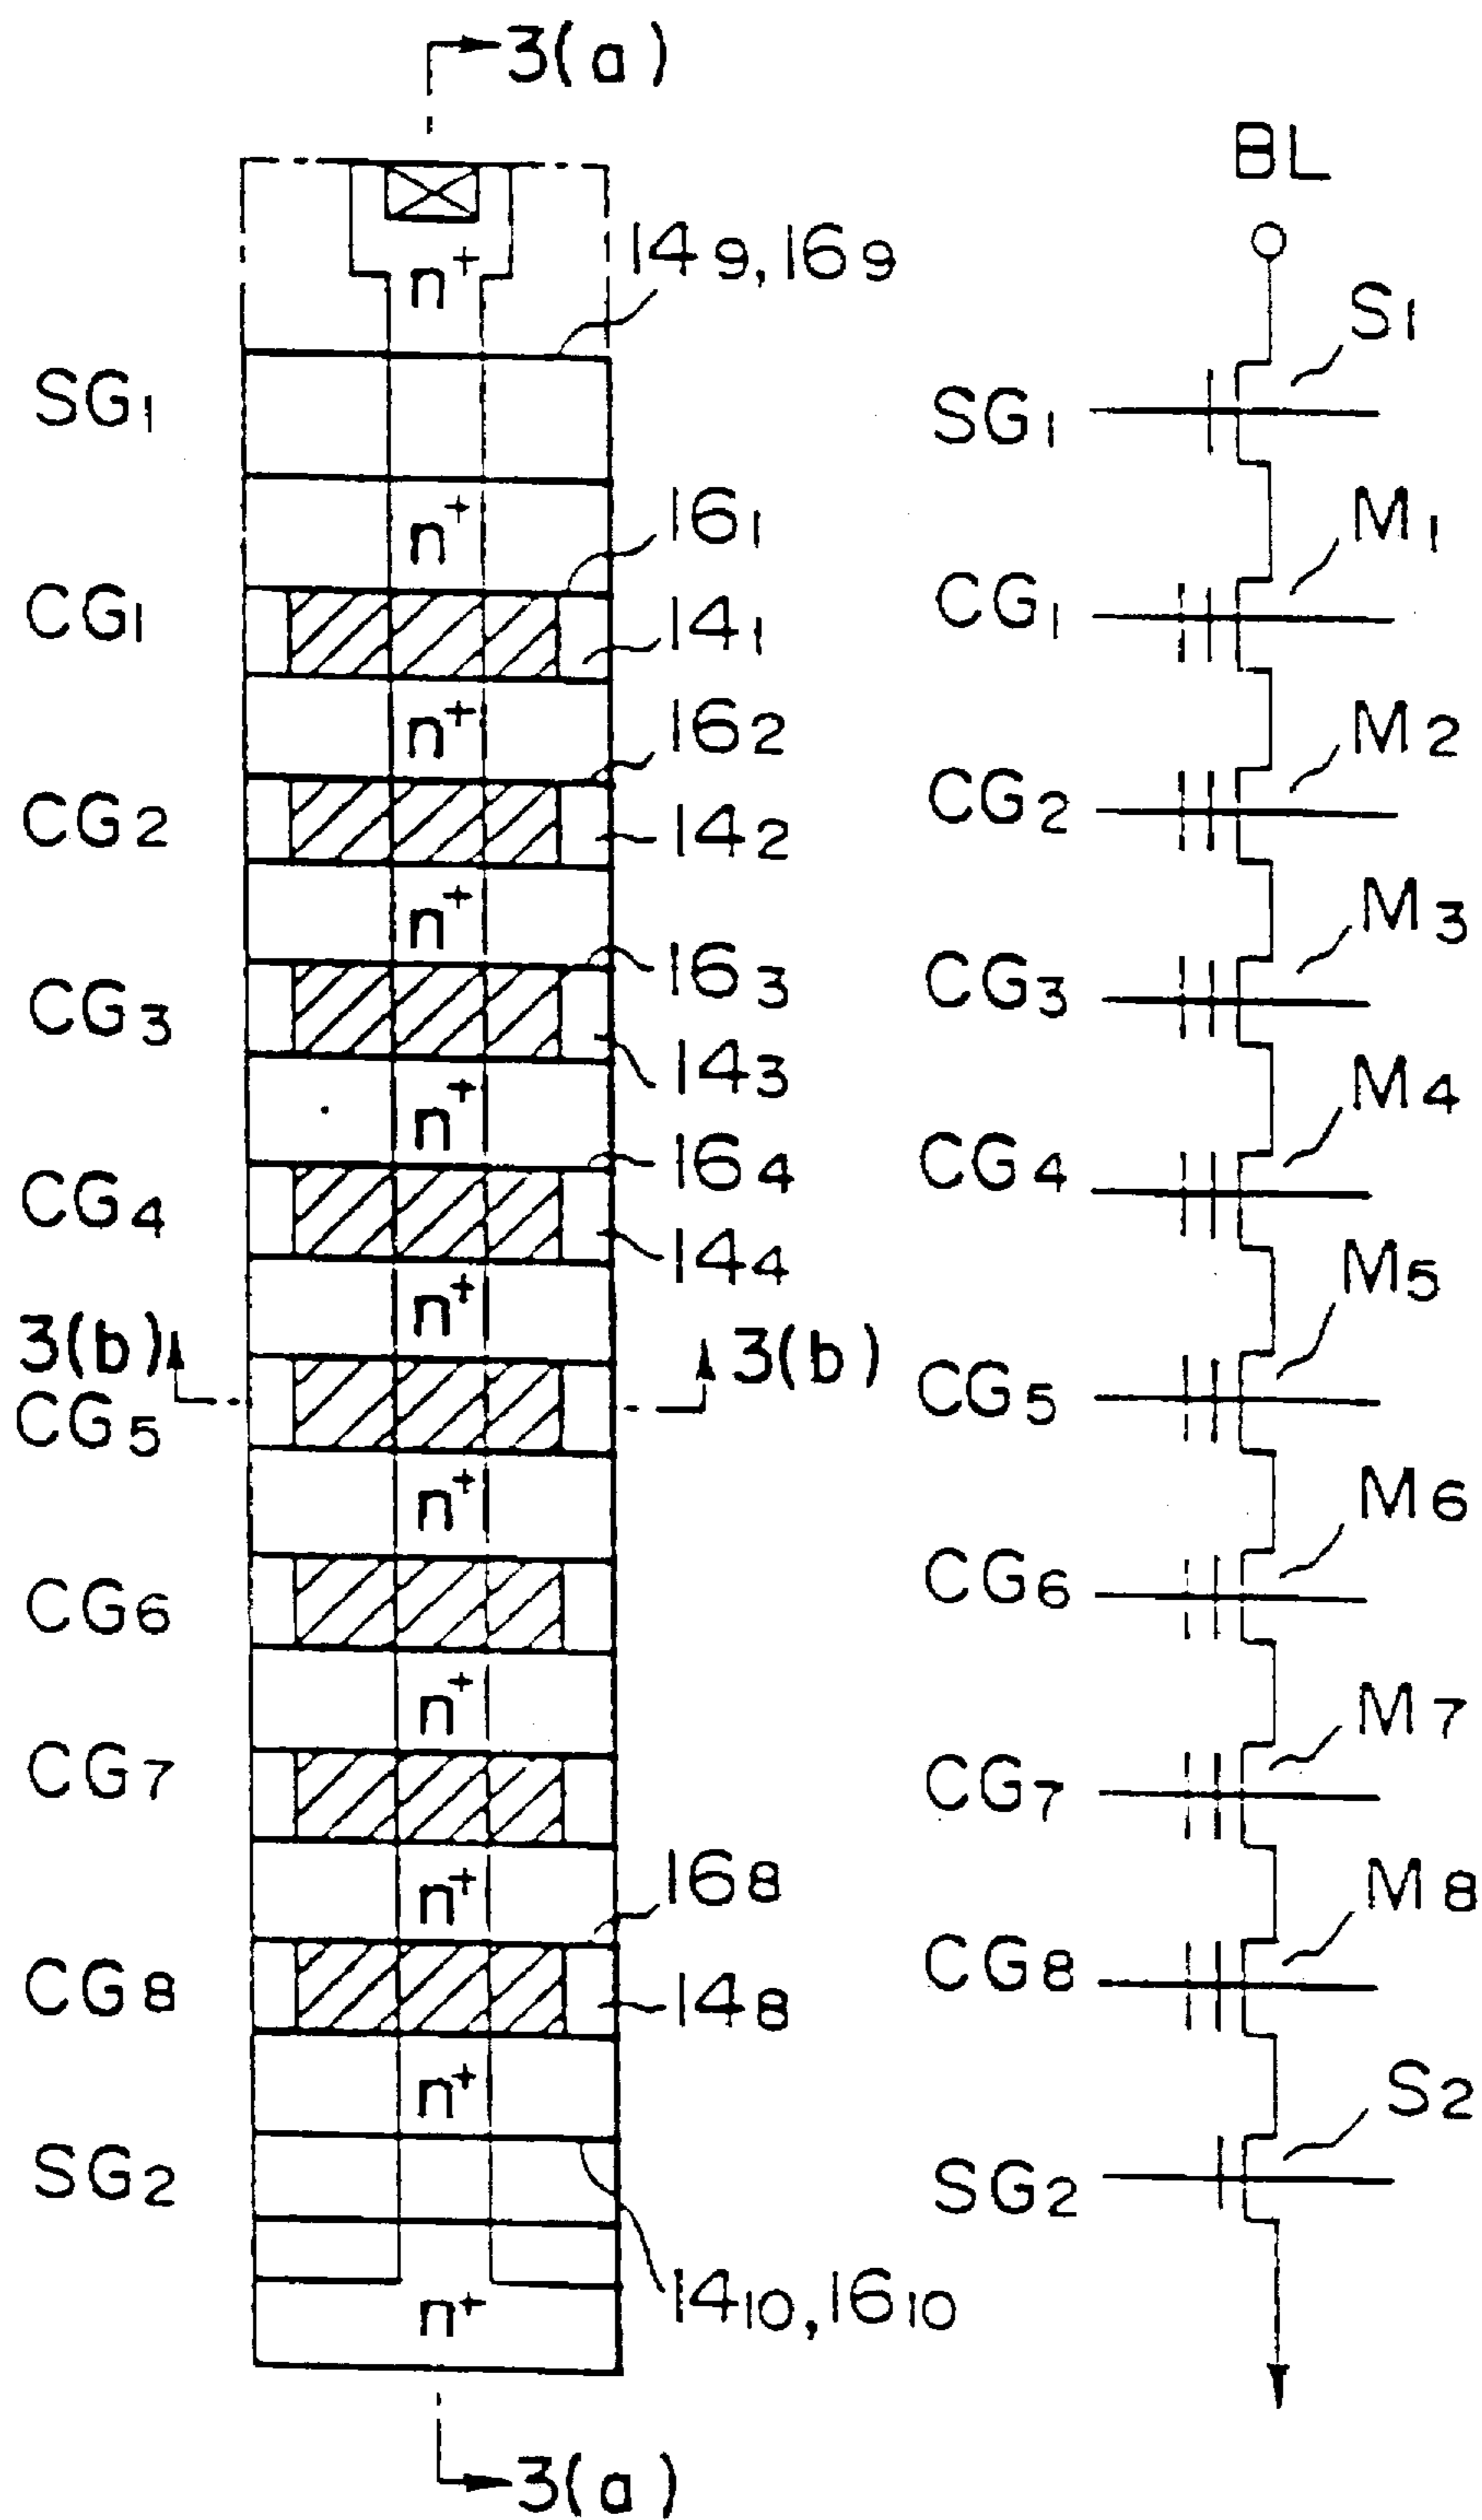 3(a)
BL
n⁺
14₉,16₉
S₁
SG₁
SG₁
n⁺
16₁
M₁
CG₁
14₁
CG₁
n⁺
16₂
M₂
CG₂
14₂
CG₂
n⁺
16₃
M₃
CG₃
14₃
CG₃
n⁺
16₄
M₄
CG₄
14₄
CG₄
n⁺
M₅
3(b)
3(b)
CG₅
CG₅
n⁺
M₆
CG₆
CG₆
n⁺
M₇
CG₇
CG₇
n⁺
16₈
M₈
CG₈
14₈
CG₈
n⁺
S₂
SG₂
SG₂
n⁺
14₁₀,16₁₀
3(a)